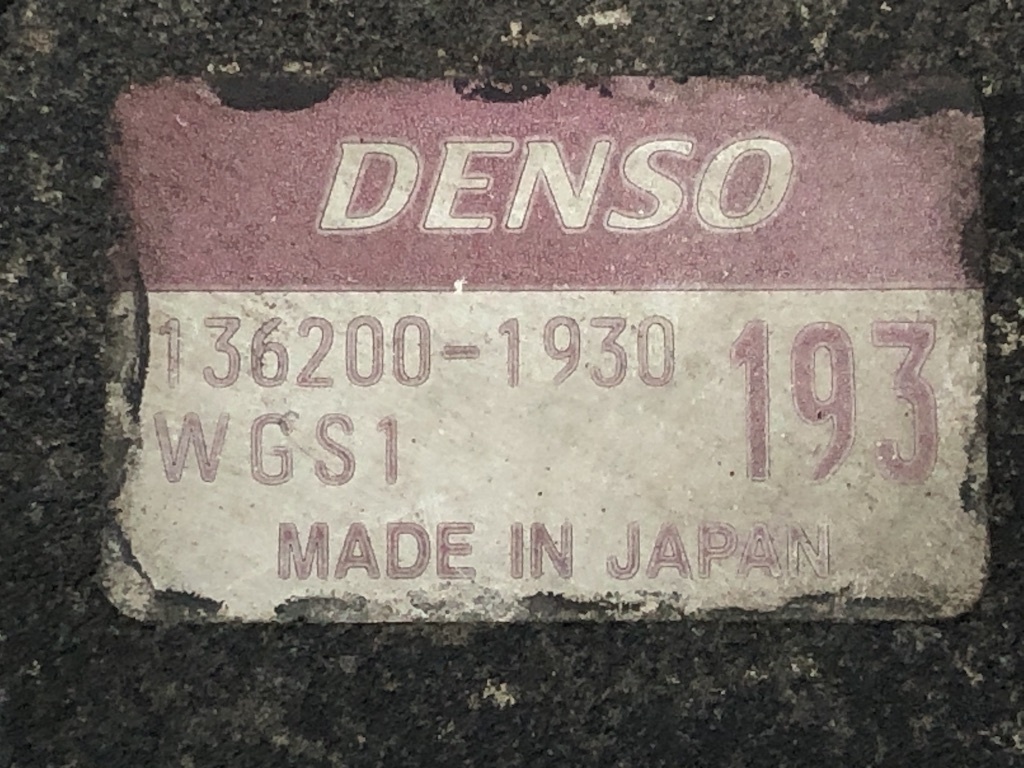 DENSO
136200-1930 193
WGS1
MADE IN JAPAN